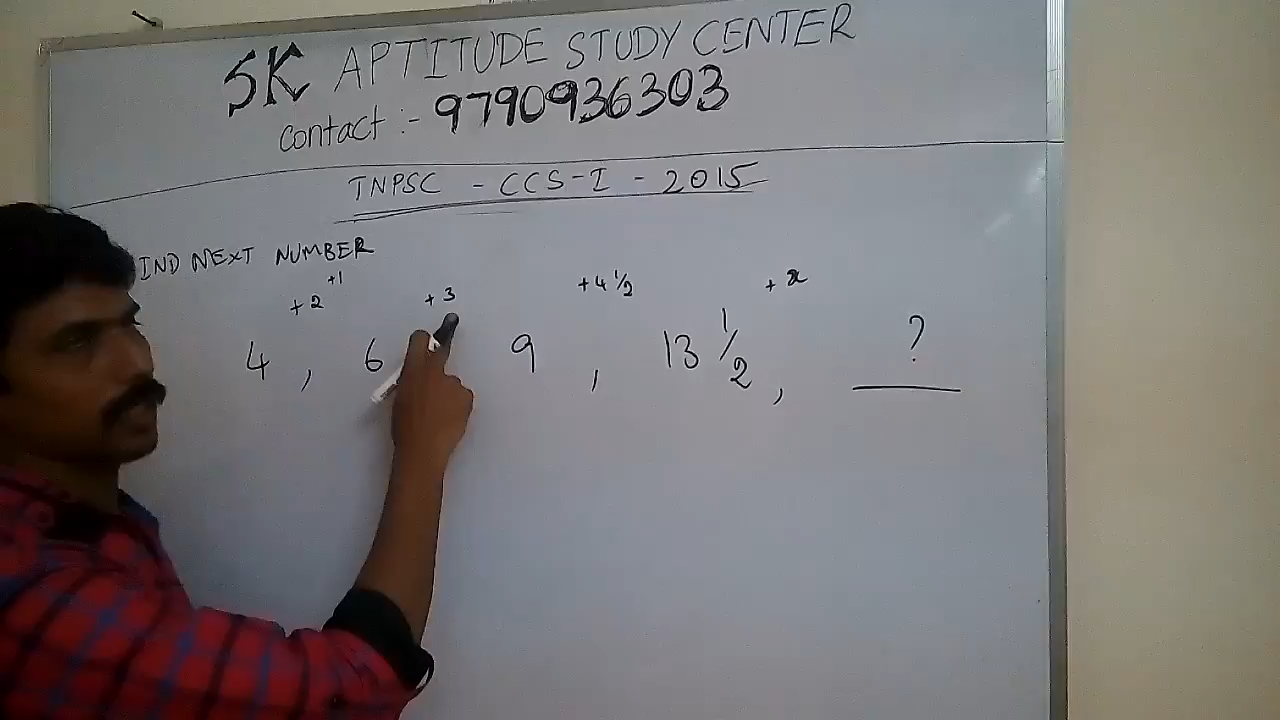 SK APTITUDE STUDY CENTER
contact :- 9790936303
TNPSC - CCS-I - 2015
IND NEXT NUMBER
+1
+2 +3 +4 1/2 + x
4 , 6 9 , 13 1/2 , ?